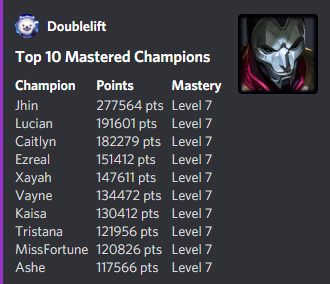 Doublelift
Top 10 Mastered Champions
Champion Points Mastery
Jhin 277564 pts Level 7
Lucian 191601 pts Level 7
Caitlyn 182279 pts Level 7
Ezreal 151412 pts Level 7
Xayah 147611 pts Level 7
Vayne 134472 pts Level 7
Kaisa 130412 pts Level 7
Tristana 121956 pts Level 7
MissFortune 120826 pts Level 7
Ashe 117566 pts Level 7